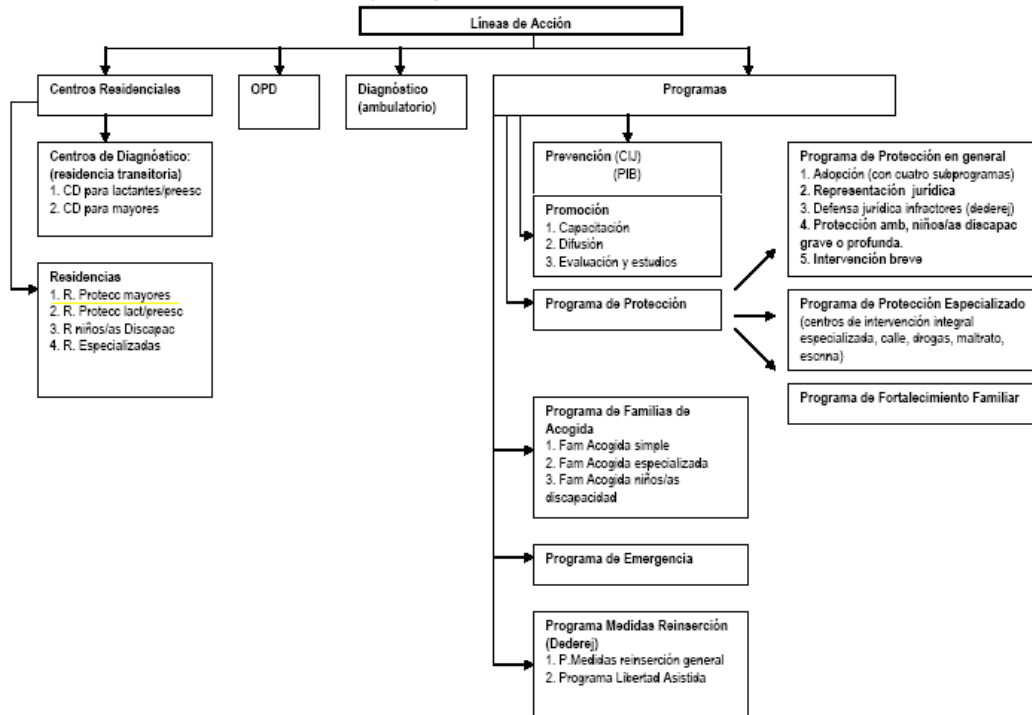 Líneas de Acción
Centros Residenciales
OPD
Diagnóstico
(ambulatorio)
Programas
Centros de Diagnóstico:
(residencia transitoria)
1. CD para lactantes/preesc
2. CD para mayores
Residencias
1. R. Protecc mayores
2. R. Protecc lact/preesc
3. R niños/as Discapac
4. R. Especializadas
Prevención (CIJ)
(PIB)
Promoción
1. Capacitación
2. Difusión
3. Evaluación y estudios
Programa de Protección
Programa de Protección en general
1. Adopción (con cuatro subprogramas)
2. Representación jurídica
3. Defensa jurídica infractores (dederej)
4. Protección amb, niños/as discapac
grave o profunda.
5. Intervención breve
Programa de Protección Especializado
(centros de intervención integral
especializada, calle, drogas, maltrato,
escnna)
Programa de Fortalecimiento Familiar
Programa de Familias de
Acogida
1. Fam Acogida simple
2. Fam Acogida especializada
3. Fam Acogida niños/as
discapacidad
Programa de Emergencia
Programa Medidas Reinserción
(Dederej)
1. P.Medidas reinserción general
2. Programa Libertad Asistida